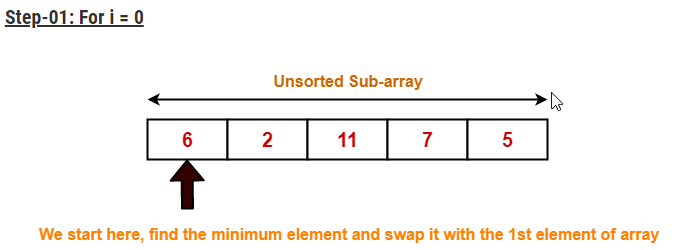 Step-01: For i = 0
Unsorted Sub-array
6 2 11 7 5
We start here, find the minimum element and swap it with the 1st element of array